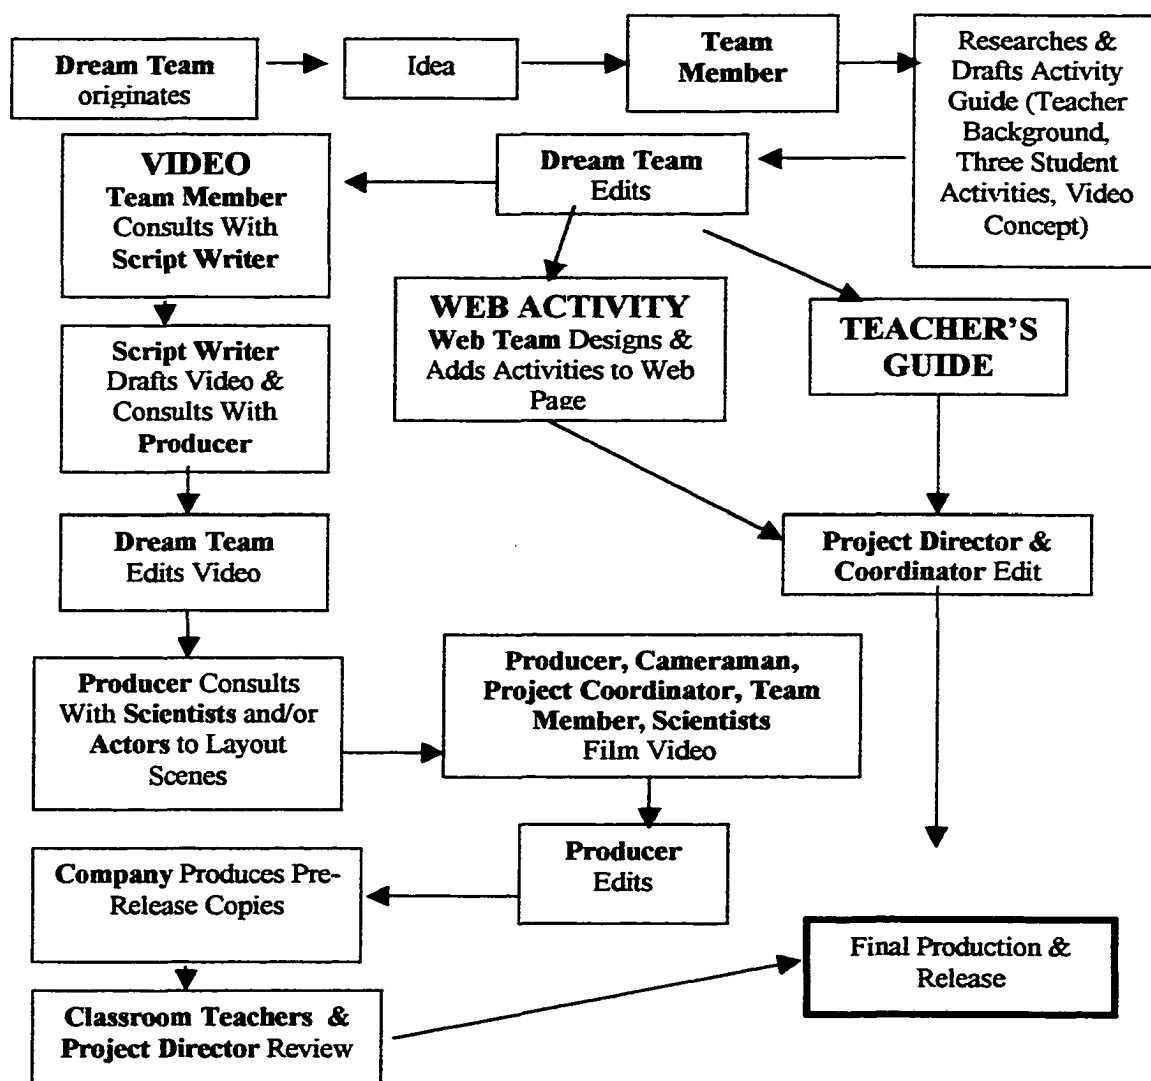 Dream Team
originates
Idea
Team
Member
Researches &
Drafts Activity
Guide (Teacher
Background,
Three Student
Activities, Video
Concept)
Dream Team
Edits
VIDEO
Team Member
Consults With
Script Writer
WEB ACTIVITY
Web Team Designs &
Adds Activities to Web
Page
TEACHER'S
GUIDE
Script Writer
Drafts Video &
Consults With
Producer
Dream Team
Edits Video
Project Director &
Coordinator Edit
Producer Consults
With Scientists and/or
Actors to Layout
Scenes
Producer, Cameraman,
Project Coordinator, Team
Member, Scientists
Film Video
Producer
Edits
Company Produces Pre-
Release Copies
Final Production &
Release
Classroom Teachers &
Project Director Review